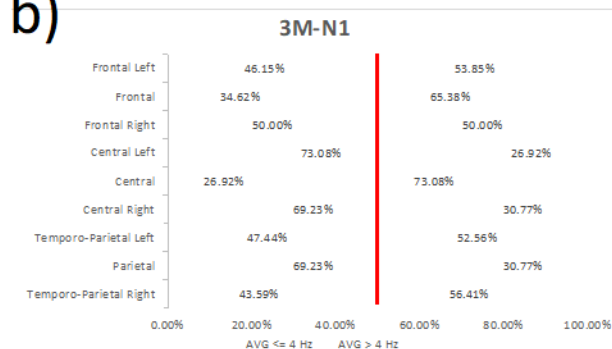 b)
3M-N1
Frontal Left 46.15% 53.85%
Frontal 34.62% 65.38%
Frontal Right 50.00% 50.00%
Central Left 73.08% 26.92%
Central 26.92% 73.08%
Central Right 69.23% 30.77%
Temporo-Parietal Left 47.44% 52.56%
Parietal 69.23% 30.77%
Temporo-Parietal Right 43.59% 56.41%
0.00% 20.00% 40.00% 60.00% 80.00% 100.00%
AVG <= 4 Hz AVG > 4 Hz